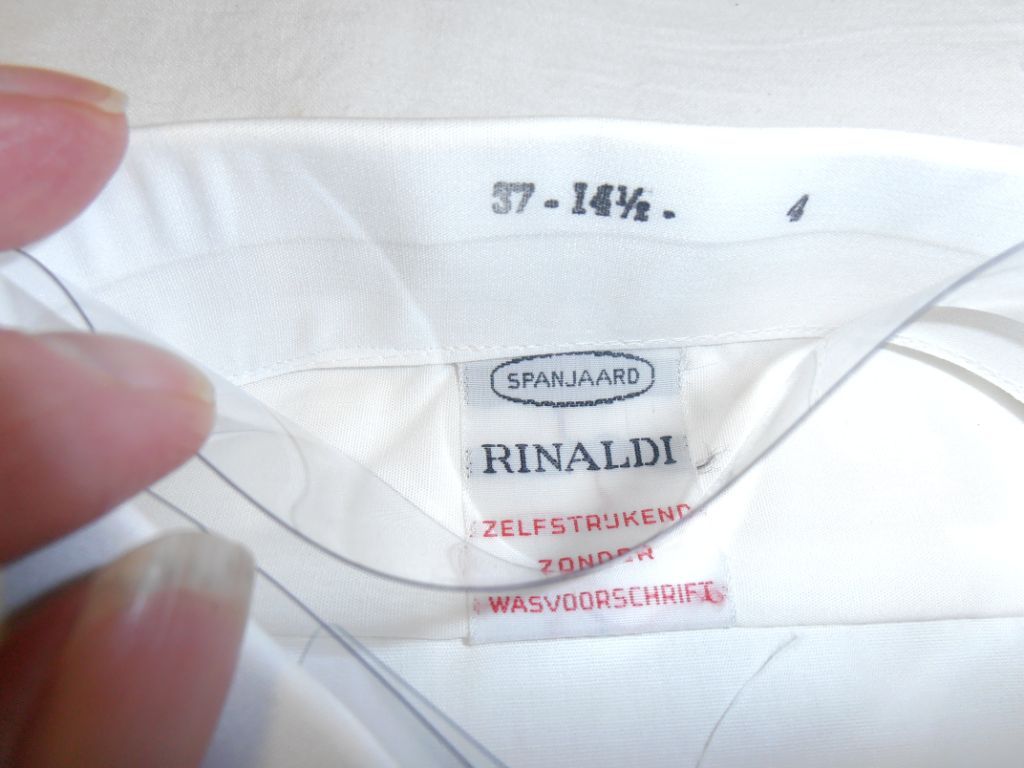 37-14½- 4
SPANJAARD
RINALDI
ZELFSTRIJKEND
ZONDER
WASVOORSCHRIFT